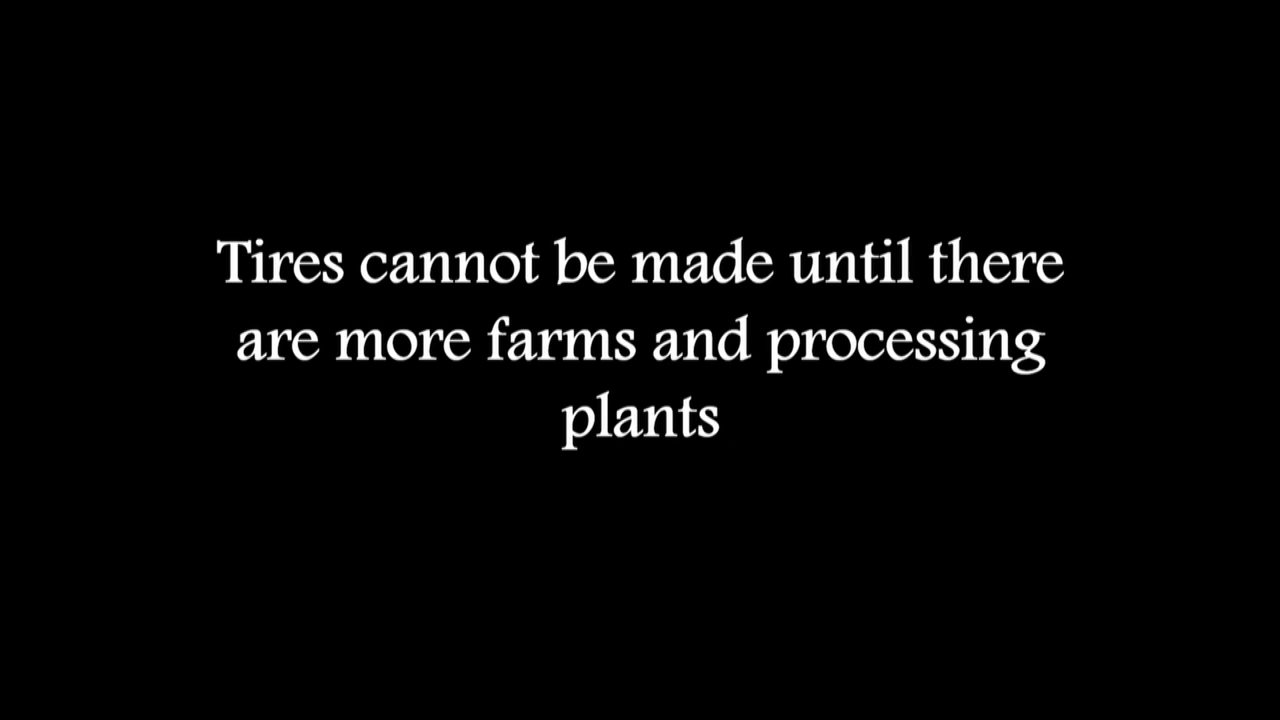 Tires cannot be made until there
are more farms and processing
plants